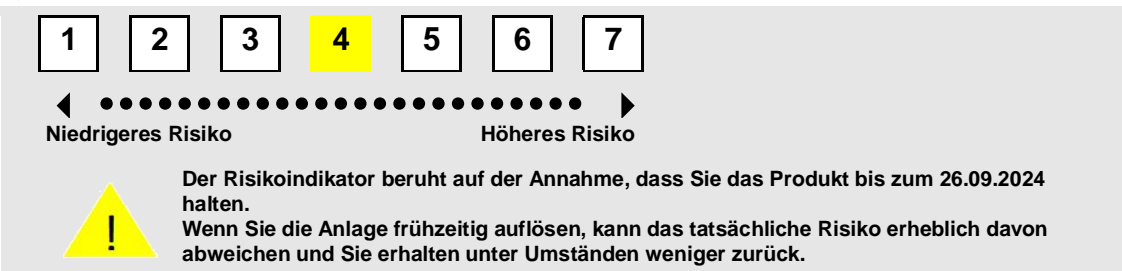 1 2 3 4 5 6 7
Niedrigeres Risiko Höheres Risiko
Der Risikoindikator beruht auf der Annahme, dass Sie das Produkt bis zum 26.09.2024
halten.
Wenn Sie die Anlage frühzeitig auflösen, kann das tatsächliche Risiko erheblich davon
! abweichen und Sie erhalten unter Umständen weniger zurück.